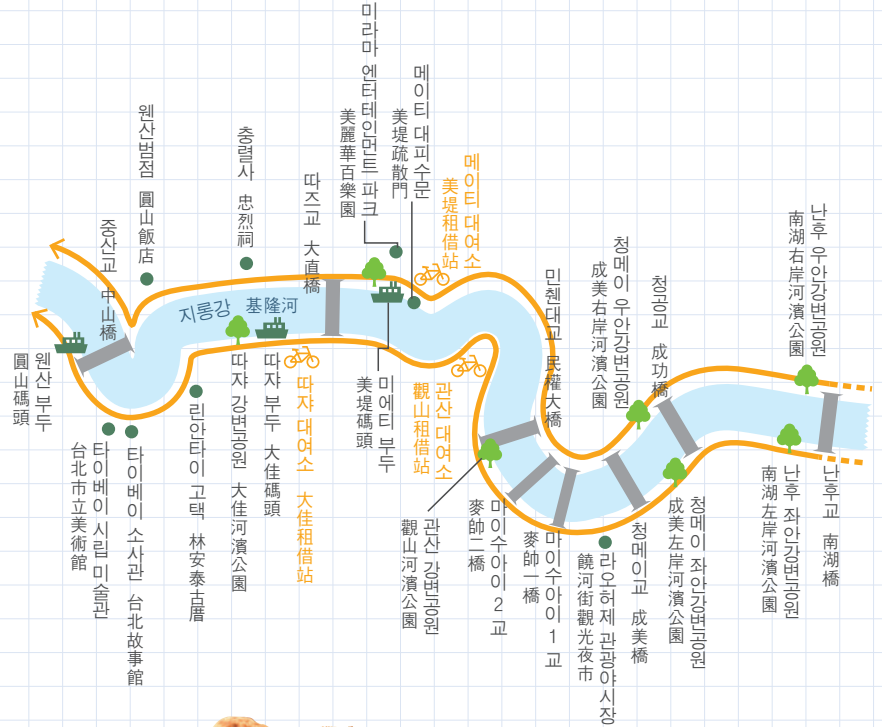 웬산 부두
圓山碼頭
중산교 中山橋
웬산범점 圓山飯店
타이베이 시립 미술관
台北市立美術館
타이베이 소사관 台北故事館
린안타이 고택 林安泰古厝
지롱강 基隆河
충렬사 忠烈祠
따쟈 강변공원 大佳河濱公園
따쟈 부두 大佳碼頭
따쟈 대여소 大佳租借站
따즈교 大直橋
미라마 엔터테인먼트 파크
美麗華百樂園
메이티 대피수문
美堤疏散門
메이티 대여소
美堤租借站
미에티 부두
美堤碼頭
관산 대여소
觀山租借站
관산 강변공원
觀山河濱公園
민췐대교 民權大橋
마이수아이 2 교
麥帥二橋
마이수아이 1 교
麥帥一橋
라오허제 관광야시장
饒河街觀光夜市
청메이교 成美橋
청메이 우안강변공원
成美右岸河濱公園
청공교 成功橋
청메이 좌안강변공원
成美左岸河濱公園
난후 우안강변공원
南湖右岸河濱公園
난후 좌안강변공원
南湖左岸河濱公園
난후교 南湖橋